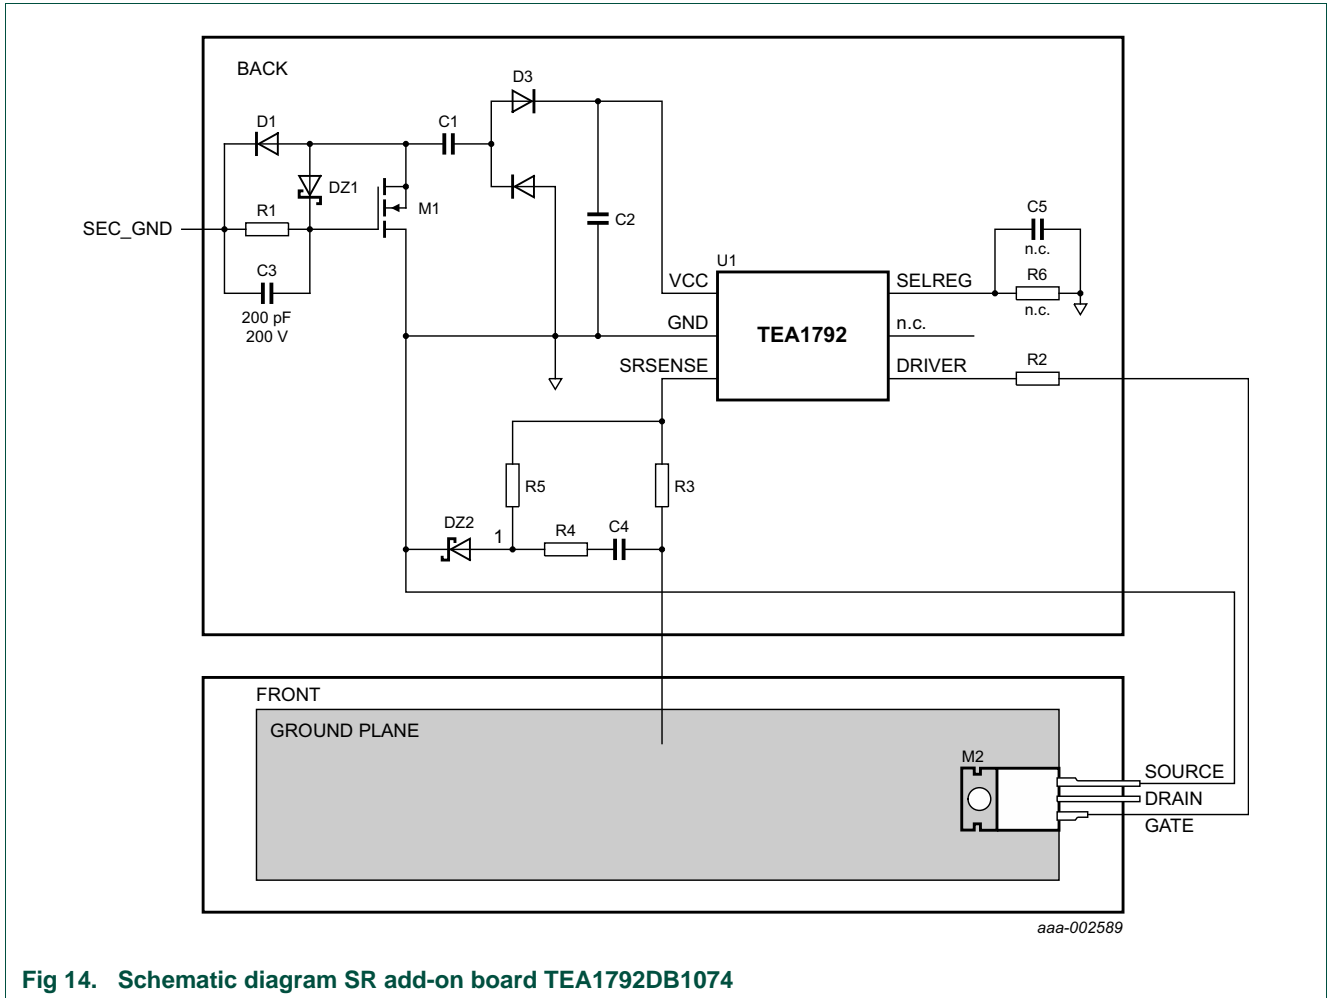 BACK
D3
D1
C1
DZ1
M1
R1
SEC_GND
C2
C3
200 pF
200 V
C5
n.c.
R6
n.c.
U1
VCC
SELREG
GND
n.c.
TEA1792
SRSENSE
DRIVER
R2
R5
R3
DZ2
1
R4
C4
FRONT
GROUND PLANE
M2
SOURCE
DRAIN
GATE
aaa-002589
Fig 14. Schematic diagram SR add-on board TEA1792DB1074